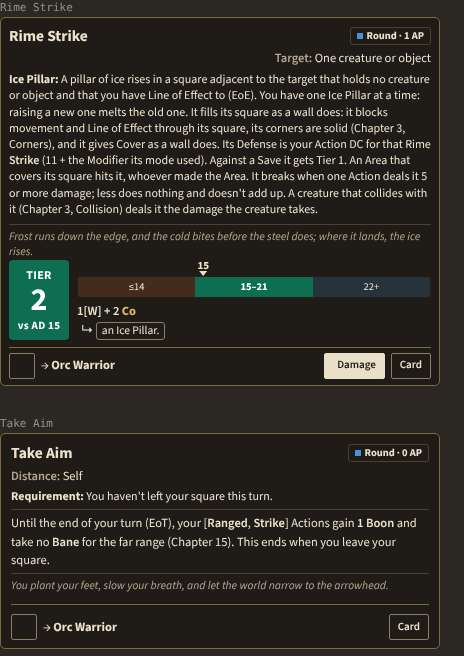 Rime Strike
Rime Strike
Round · 1 AP
Target: One creature or object
Ice Pillar: A pillar of ice rises in a square adjacent to the target that holds no creature
or object and that you have Line of Effect to (EoE). You have one Ice Pillar at a time:
raising a new one melts the old one. It fills its square as a wall does: it blocks
movement and Line of Effect through its square, its corners are solid (Chapter 3,
Corners), and it gives Cover as a wall does. Its Defense is your Action DC for that Rime
Strike (11 + the Modifier its mode used). Against a Save it gets Tier 1. An Area that
covers its square hits it, whoever made the Area. It breaks when one Action deals it 5
or more damage; less does nothing and doesn't add up. A creature that collides with
it (Chapter 3, Collision) deals it the damage the creature takes.
Frost runs down the edge, and the cold bites before the steel does; where it lands, the ice
rises.
TIER
2
vs AD 15
15
≤14
15–21
22+
1[W] + 2 Co
↪ an Ice Pillar.
→ Orc Warrior
Damage
Card
Take Aim
Take Aim
Round · 0 AP
Distance: Self
Requirement: You haven't left your square this turn.
Until the end of your turn (EoT), your [Ranged, Strike] Actions gain 1 Boon and
take no Bane for the far range (Chapter 15). This ends when you leave your
square.
You plant your feet, slow your breath, and let the world narrow to the arrowhead.
→ Orc Warrior
Card